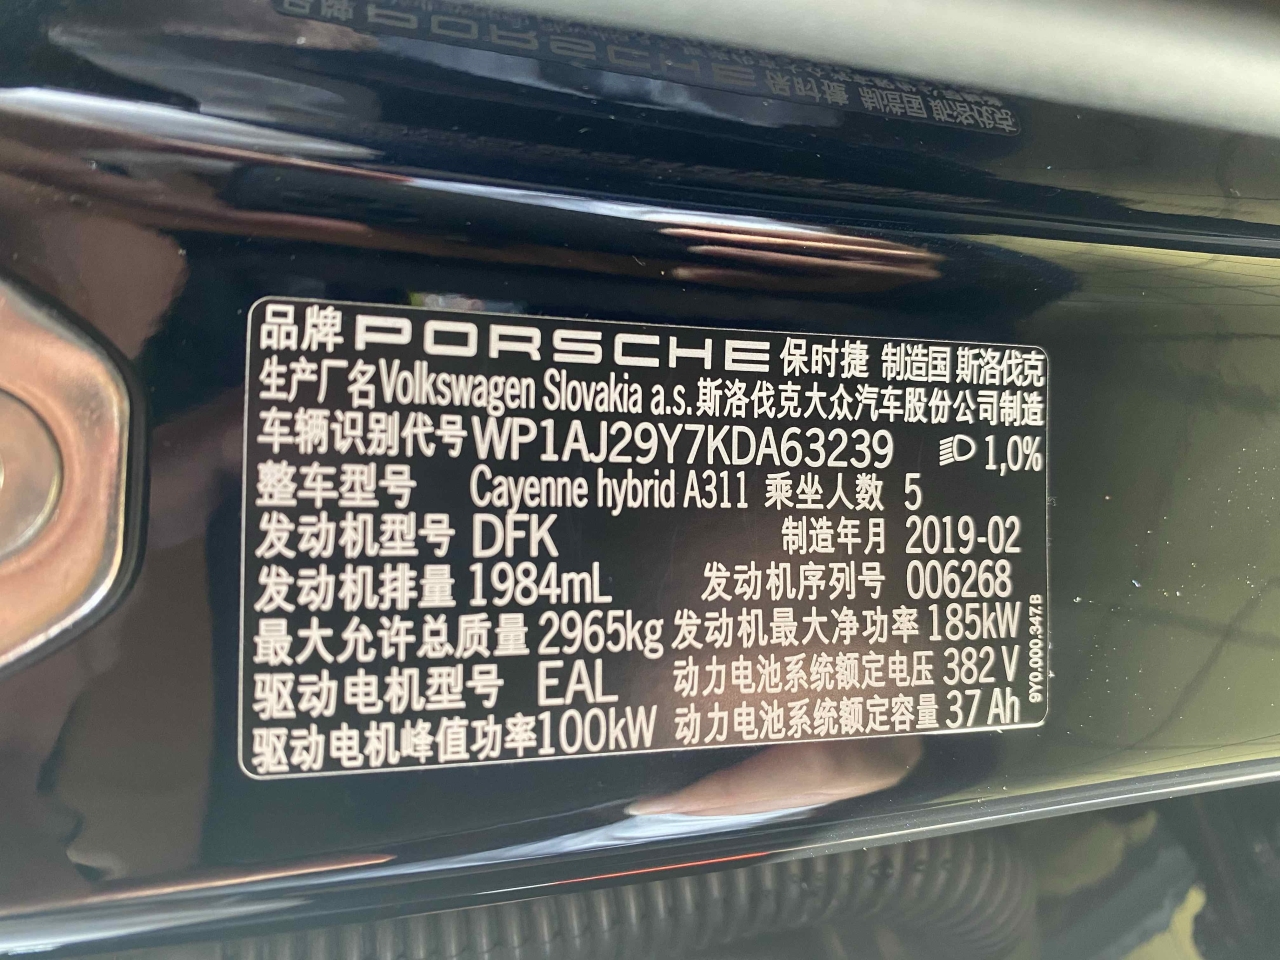 品牌 PORSCHE 保时捷 制造国 斯洛伐克
生产厂名 Volkswagen Slovakia a.s. 斯洛伐克大众汽车股份公司制造
车辆识别代号 WP1AJ29Y7KDA63239 1,0%
整车型号 Cayenne hybrid A311 乘坐人数 5
发动机型号 DFK 制造年月 2019-02
发动机排量 1984mL 发动机序列号 006268
最大允许总质量 2965kg 发动机最大净功率 185kW
驱动电机型号 EAL 动力电池系统额定电压 382 V
驱动电机峰值功率 100kW 动力电池系统额定容量 37 Ah
9Y0.000.347.B